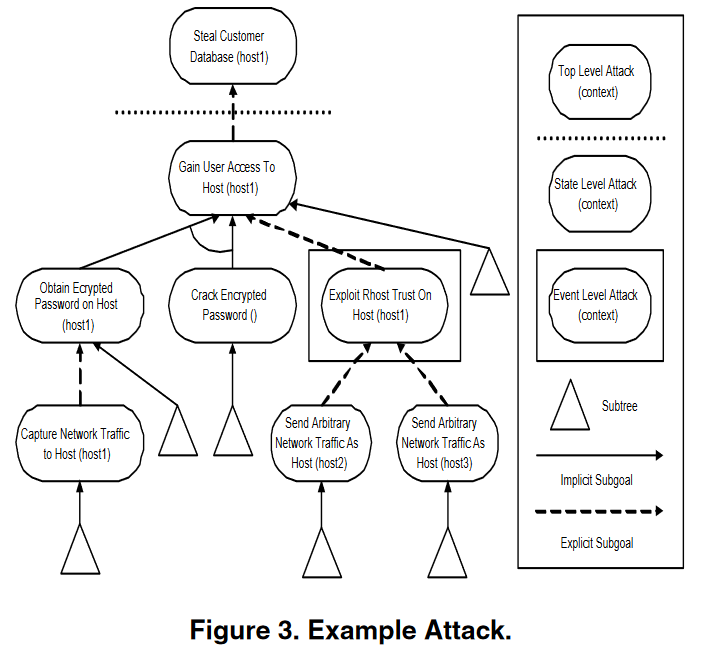 Steal Customer
Database (host1)
Gain User Access To
Host (host1)
Obtain Ecrypted
Password on Host
(host1)
Crack Encrypted
Password ()
Exploit Rhost Trust On
Host (host1)
Capture Network Traffic
to Host (host1)
Send Arbitrary
Network Traffic As
Host (host2)
Send Arbitrary
Network Traffic As
Host (host3)
Top Level Attack
(context)
State Level Attack
(context)
Event Level Attack
(context)
Subtree
Implicit Subgoal
Explicit Subgoal
Figure 3. Example Attack.